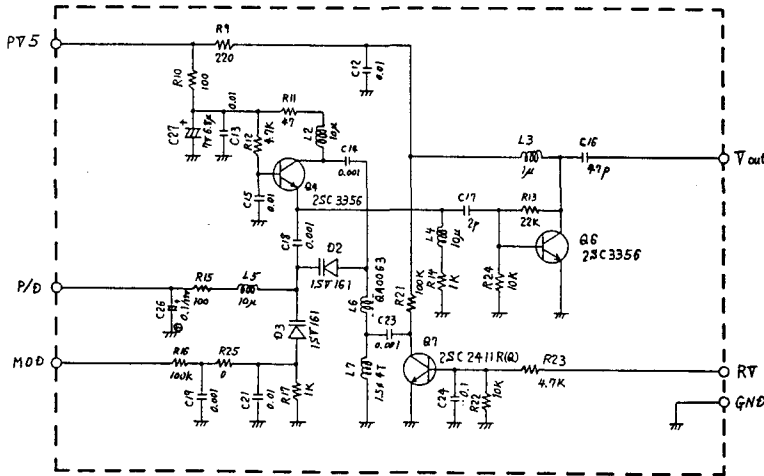 PV5
R9
220
R10
100
C12
0.01
C27
7V6.8μ
C13
0.01
R12
4.7K
R11
47
L2
10μ
C14
0.001
Q4
2SC3356
C15
0.01
C18
0.001
D2
1SV161
L3
1μ
C16
47p
Vout
C17
2p
R13
22K
Q6
2SC3356
L4
10μ
R14
1K
R24
10K
P/D
C26
R15
100
L5
10μ
D3
1SV161
L6
QA0063
R21
100K
C23
0.001
L7
Q7
2SC2411R(Q)
R23
4.7K
RV
MOD
R16
100K
R25
0
C19
0.001
C21
0.01
R17
1K
C24
0.1
R22
10K
GND